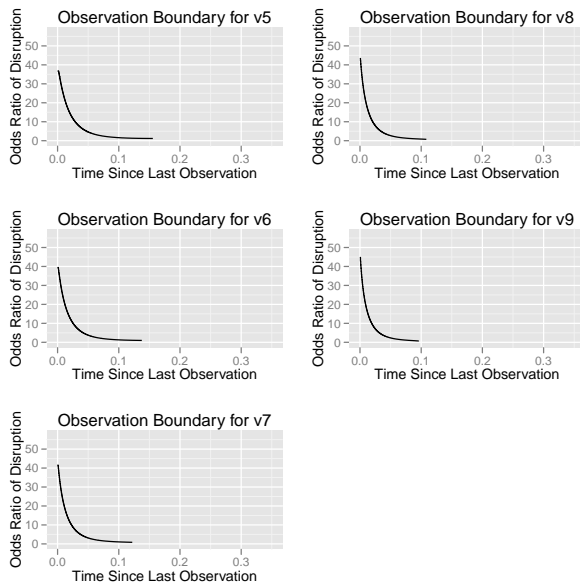 Observation Boundary for v5
Odds Ratio of Disruption
50
40
30
20
10
0
0.0 0.1 0.2 0.3
Time Since Last Observation
Observation Boundary for v8
Odds Ratio of Disruption
50
40
30
20
10
0
0.0 0.1 0.2 0.3
Time Since Last Observation
Observation Boundary for v6
Odds Ratio of Disruption
50
40
30
20
10
0
0.0 0.1 0.2 0.3
Time Since Last Observation
Observation Boundary for v9
Odds Ratio of Disruption
50
40
30
20
10
0
0.0 0.1 0.2 0.3
Time Since Last Observation
Observation Boundary for v7
Odds Ratio of Disruption
50
40
30
20
10
0
0.0 0.1 0.2 0.3
Time Since Last Observation